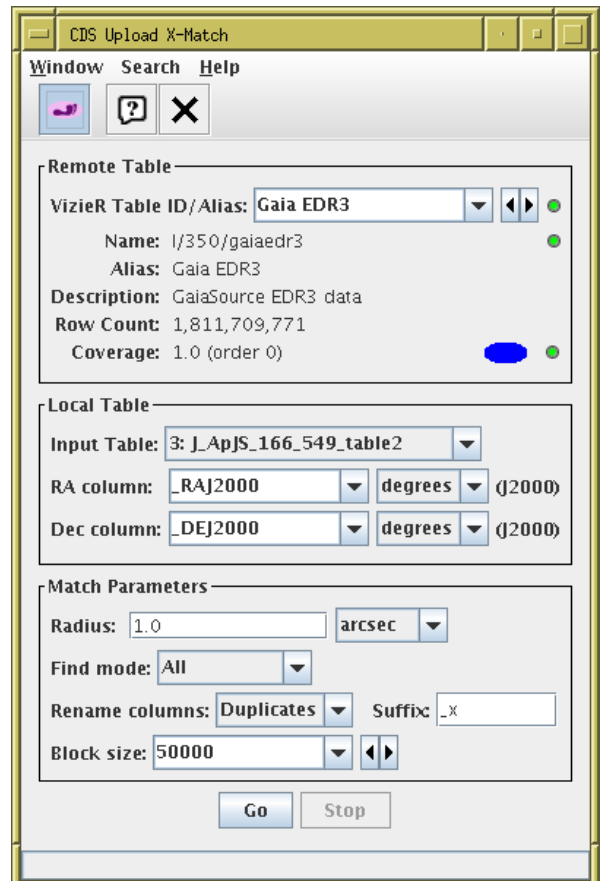 CDS Upload X-Match
Window Search Help
?
Remote Table
VizieR Table ID/Alias: Gaia EDR3
Name: I/350/gaiaedr3
Alias: Gaia EDR3
Description: GaiaSource EDR3 data
Row Count: 1,811,709,771
Coverage: 1.0 (order 0)
Local Table
Input Table: 3: J_ApJS_166_549_table2
RA column: _RAJ2000 degrees (J2000)
Dec column: _DEJ2000 degrees (J2000)
Match Parameters
Radius: 1.0 arcsec
Find mode: All
Rename columns: Duplicates Suffix: _x
Block size: 50000
Go Stop